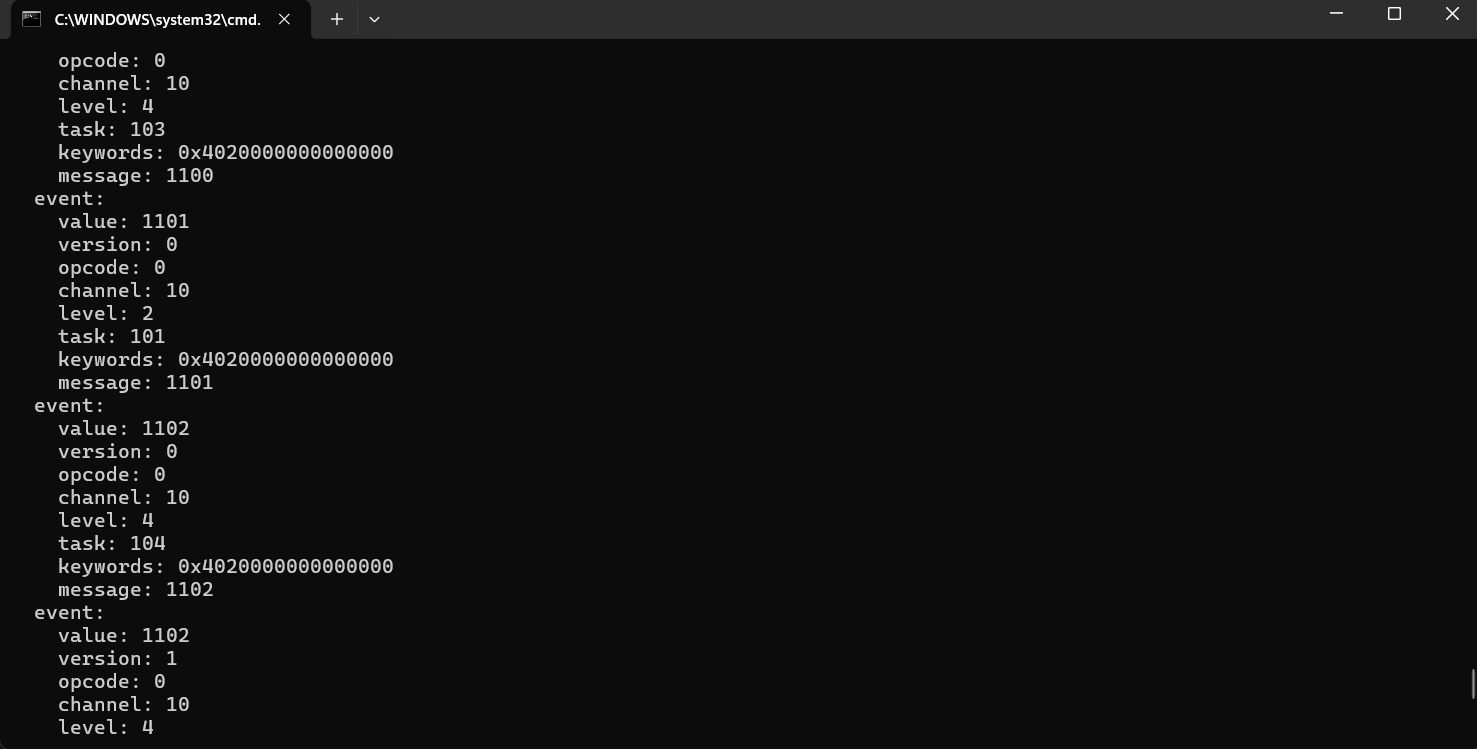 C:\WINDOWS\system32\cmd.
opcode: 0
channel: 10
level: 4
task: 103
keywords: 0x4020000000000000
message: 1100
event:
value: 1101
version: 0
opcode: 0
channel: 10
level: 2
task: 101
keywords: 0x4020000000000000
message: 1101
event:
value: 1102
version: 0
opcode: 0
channel: 10
level: 4
task: 104
keywords: 0x4020000000000000
message: 1102
event:
value: 1102
version: 1
opcode: 0
channel: 10
level: 4